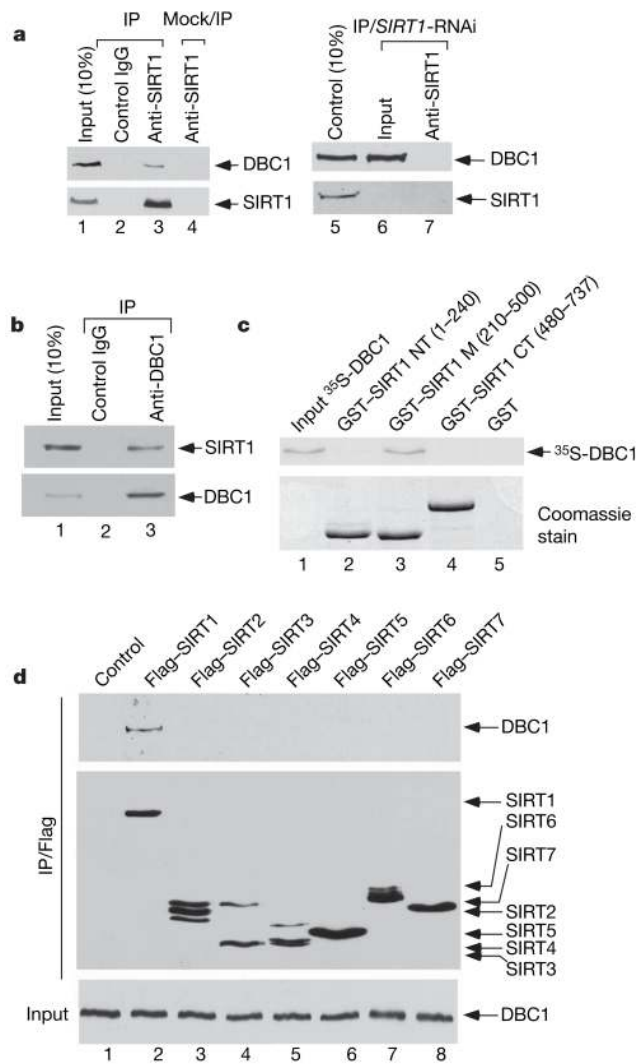 a
IP
Mock/IP
Input (10%)
Control IgG
Anti-SIRT1
Anti-SIRT1
DBC1
SIRT1
1 2 3 4
IP/SIRT1-RNAi
Control (10%)
Input
Anti-SIRT1
DBC1
SIRT1
5 6 7
b
IP
Input (10%)
Control IgG
Anti-DBC1
SIRT1
DBC1
1 2 3
c
Input ³⁵S-DBC1
GST–SIRT1 NT (1–240)
GST–SIRT1 M (210–500)
GST–SIRT1 CT (480–737)
GST
³⁵S-DBC1
Coomassie
stain
1 2 3 4 5
d
Control
Flag–SIRT1
Flag–SIRT2
Flag–SIRT3
Flag–SIRT4
Flag–SIRT5
Flag–SIRT6
Flag–SIRT7
IP/Flag
DBC1
SIRT1
SIRT6
SIRT7
SIRT2
SIRT5
SIRT4
SIRT3
Input
DBC1
1 2 3 4 5 6 7 8